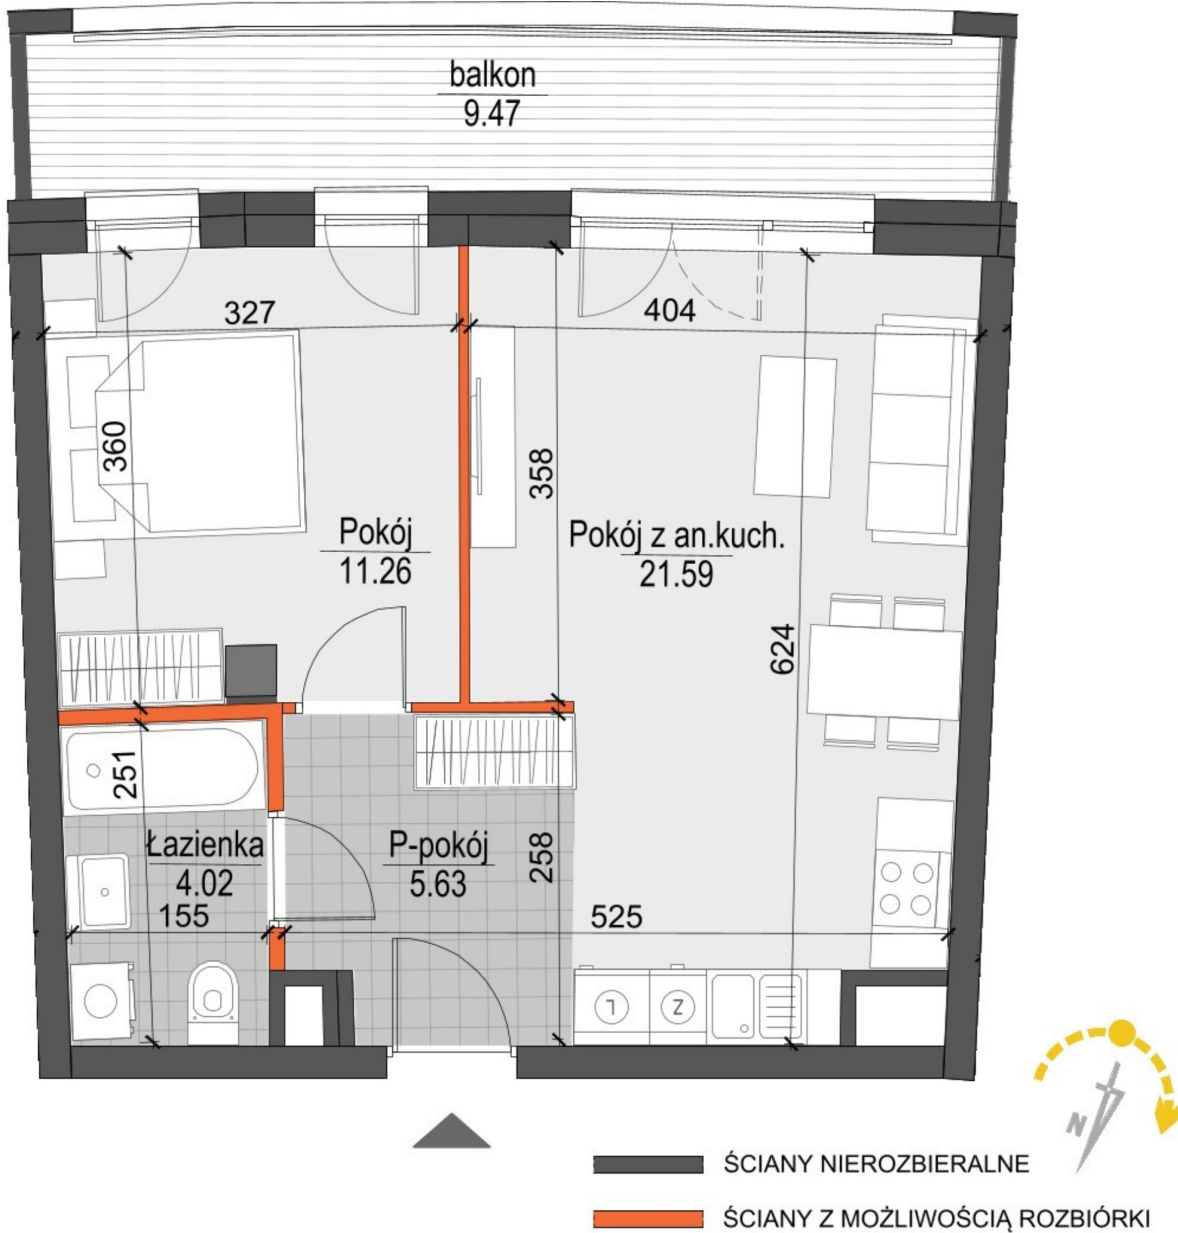 balkon
9.47
327
404
360
358
Pokój
11.26
Pokój z an.kuch.
21.59
624
251
Łazienka
4.02
155
P-pokój
5.63
258
525
L
Z
N
ŚCIANY NIEROZBIERALNE
ŚCIANY Z MOŻLIWOŚCIĄ ROZBIÓRKI